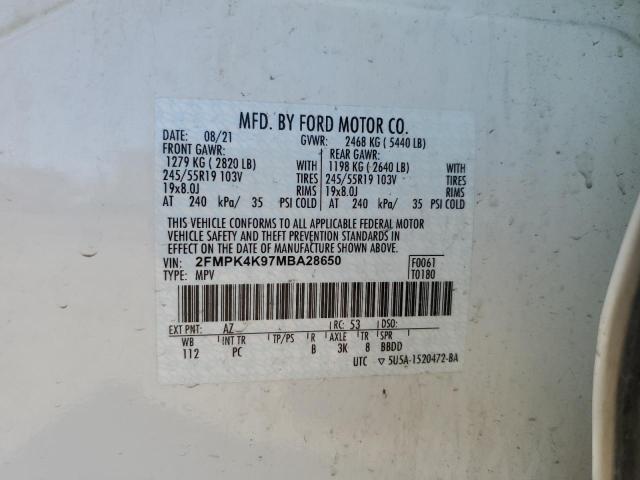 MFD. BY FORD MOTOR CO.
DATE: 08/21 GVWR: 2468 KG ( 5440 LB)
FRONT GAWR: REAR GAWR:
1279 KG ( 2820 LB) WITH 1198 KG ( 2640 LB) WITH
245/55R19 103V TIRES 245/55R19 103V TIRES
19x8.0J RIMS 19x8.0J RIMS
AT 240 kPa/ 35 PSI COLD AT 240 kPa/ 35 PSI COLD
THIS VEHICLE CONFORMS TO ALL APPLICABLE FEDERAL MOTOR
VEHICLE SAFETY AND THEFT PREVENTION STANDARDS IN
EFFECT ON THE DATE OF MANUFACTURE SHOWN ABOVE.
VIN: 2FMPK4K97MBA28650 F0061
TYPE: MPV T0180
EXT PNT: AZ RC: 53 DSO:
WB INT TR TP/PS R AXLE TR SPR
112 PC B 3K 8 BBDD
UTC ▽ 5U5A-1520472-BA